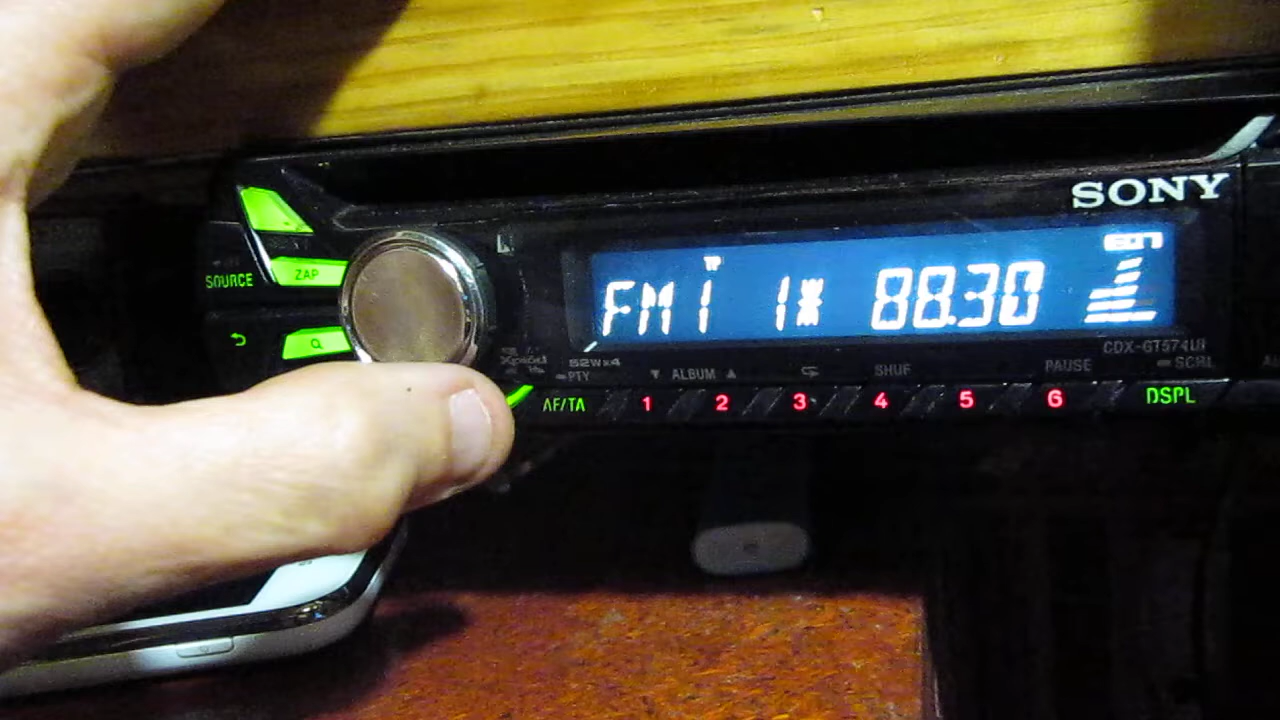 SONY
SOURCE
ZAP
FM1 1 88.30
CDX-GT574UI
52Wx4
PTY
▼ ALBUM ▲
SHUF
PAUSE
SCRL
AF/TA
1 2 3 4 5 6
DSPL